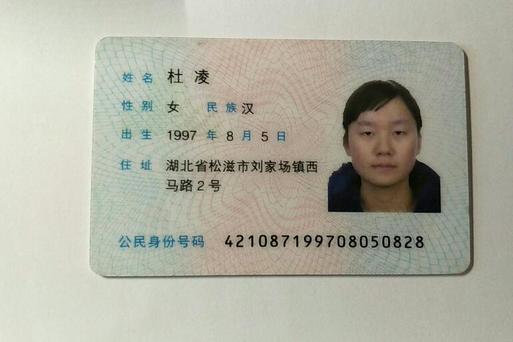 姓名 杜凌
性别 女 民族 汉
出生 1997 年 8 月 5 日
住址 湖北省松滋市刘家场镇西
马路2号
公民身份号码 421087199708050828